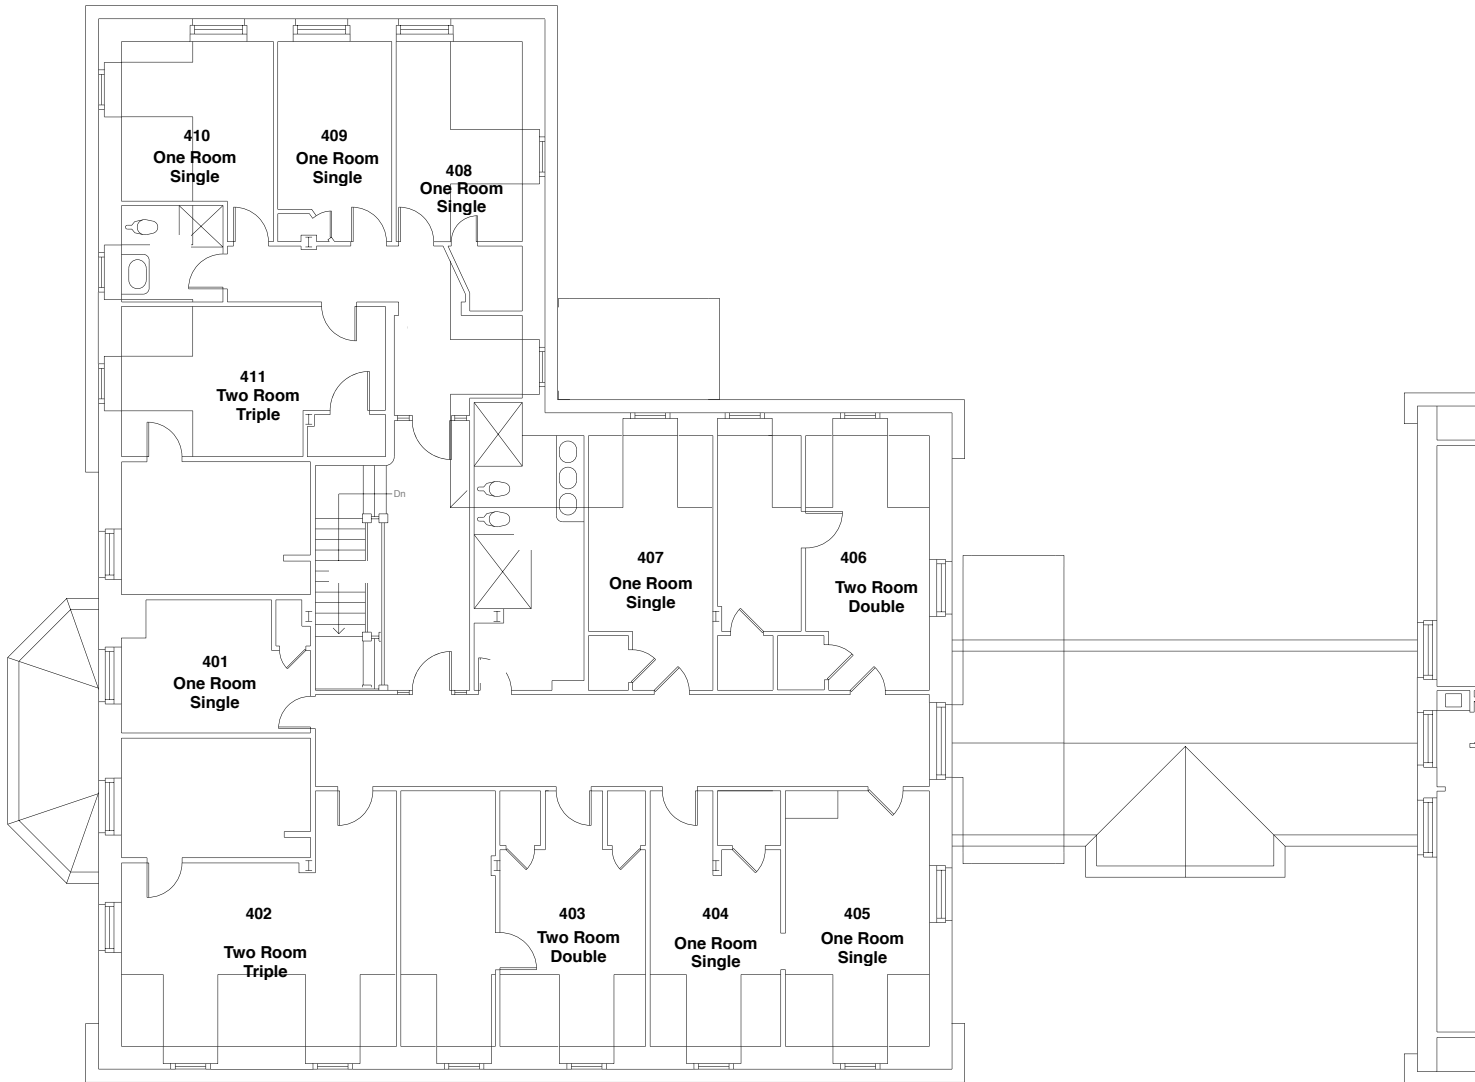 410
One Room
Single
409
One Room
Single
408
One Room
Single
411
Two Room
Triple
Dn
407
One Room
Single
406
Two Room
Double
401
One Room
Single
402
Two Room
Triple
403
Two Room
Double
404
One Room
Single
405
One Room
Single